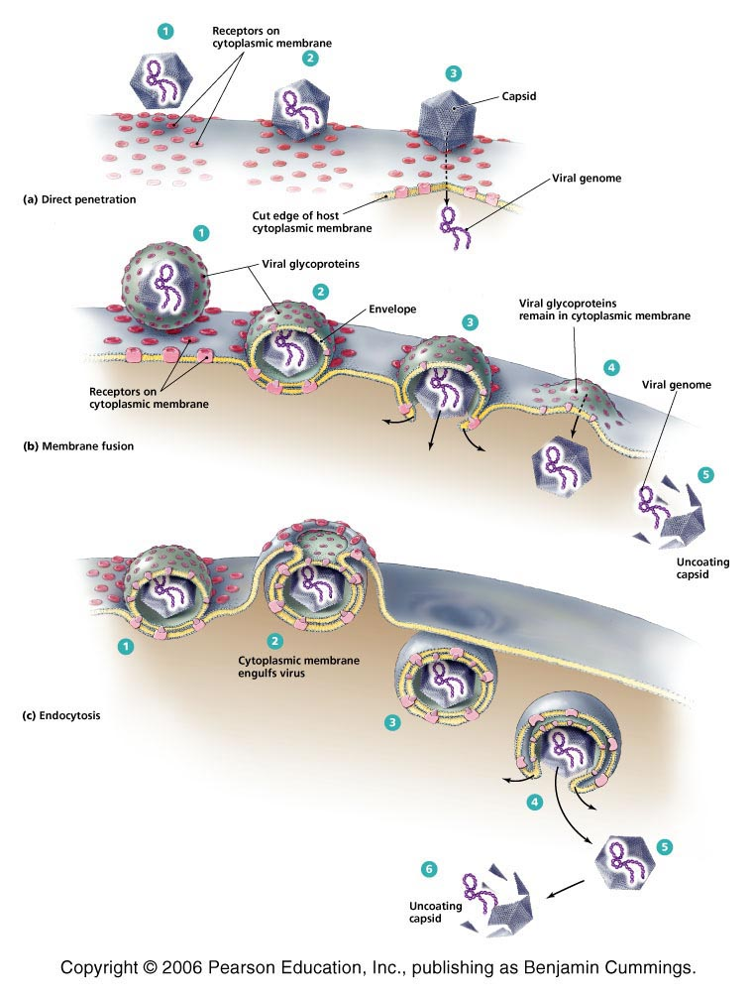 1
Receptors on
cytoplasmic membrane
2
3
Capsid
Viral genome
(a) Direct penetration
Cut edge of host
cytoplasmic membrane
1
Viral glycoproteins
2
Envelope
Viral glycoproteins
remain in cytoplasmic membrane
3
4
Viral genome
Receptors on
cytoplasmic membrane
(b) Membrane fusion
5
Uncoating
capsid
1
2
Cytoplasmic membrane
engulfs virus
(c) Endocytosis
3
4
5
6
Uncoating
capsid
Copyright © 2006 Pearson Education, Inc., publishing as Benjamin Cummings.